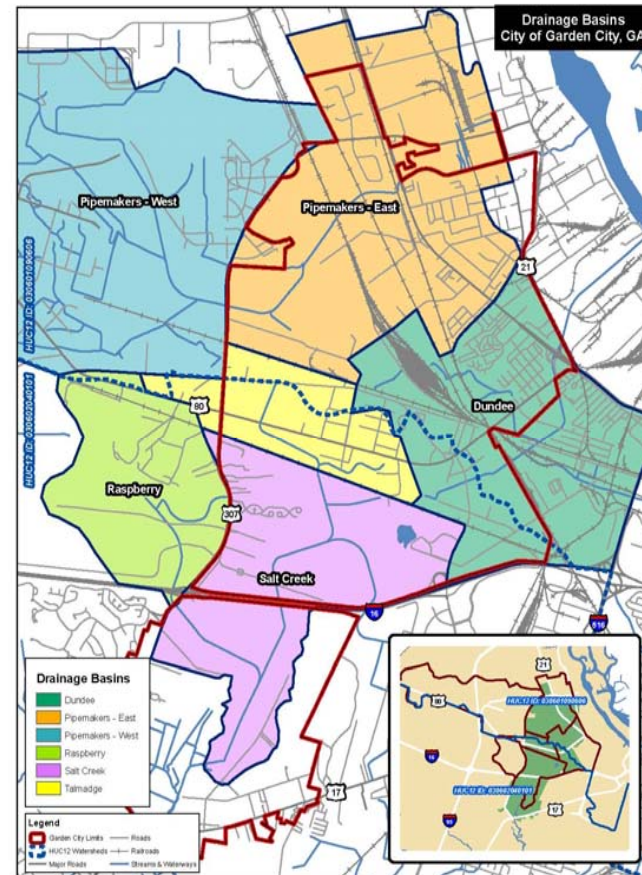 Drainage Basins
City of Garden City, GA
Pipemakers - West
Pipemakers - East
21
HUC12 ID: 030601090606
HUC12 ID: 030602040101
80
Dundee
Raspberry
307
Salt Creek
16
516
17
Drainage Basins
Dundee
Pipemakers - East
Pipemakers - West
Raspberry
Salt Creek
Talmadge
Legend
Garden City Limits
Roads
HUC12 Watersheds
Railroads
Major Roads
Streams & Waterways
21
HUC12 ID: 030601090606
80
16
HUC12 ID: 030602040101
95
17